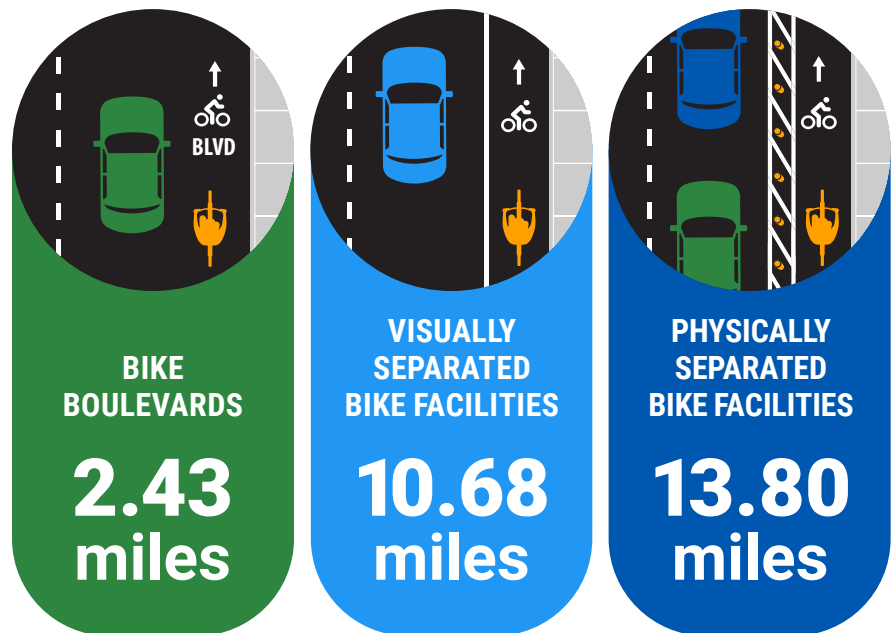 BLVD
BIKE
BOULEVARDS
2.43
miles
VISUALLY
SEPARATED
BIKE FACILITIES
10.68
miles
PHYSICALLY
SEPARATED
BIKE FACILITIES
13.80
miles